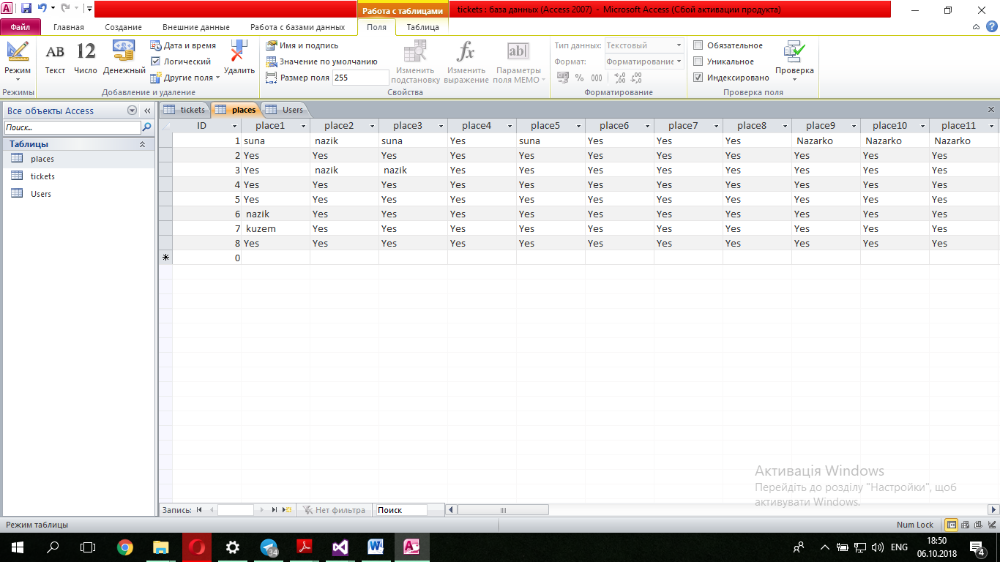 Работа с таблицами
tickets : база данных (Access 2007) - Microsoft Access (Сбой активации продукта)
Файл Главная Создание Внешние данные Работа с базами данных Поля Таблица
Режим
Режимы
АВ Текст
12 Число
Денежный
Дата и время
Логический
Другие поля
Удалить
Добавление и удаление
Имя и подпись
Значение по умолчанию
Размер поля 255
Изменить подстановку
Изменить выражение
Параметры поля МЕМО
Свойства
Тип данных: Текстовый
Формат: Форматирование
% 000 ,00 ,00
Форматирование
Обязательное
Уникальное
Индексировано
Проверка
Проверка поля
Все объекты Access
Поиск...
Таблицы
places
tickets
Users
tickets places Users
ID place1 place2 place3 place4 place5 place6 place7 place8 place9 place10 place11
1 suna nazik suna Yes suna Yes Yes Yes Nazarko Nazarko Nazarko
2 Yes Yes Yes Yes Yes Yes Yes Yes Yes Yes Yes
3 Yes nazik nazik Yes Yes Yes Yes Yes Yes Yes Yes
4 Yes Yes Yes Yes Yes Yes Yes Yes Yes Yes Yes
5 Yes Yes Yes Yes Yes Yes Yes Yes Yes Yes Yes
6 nazik Yes Yes Yes Yes Yes Yes Yes Yes Yes Yes
7 kuzem Yes Yes Yes Yes Yes Yes Yes Yes Yes Yes
8 Yes Yes Yes Yes Yes Yes Yes Yes Yes Yes Yes
0
Активація Windows
Перейдіть до розділу "Настройки", щоб
активувати Windows.
Запись: Нет фильтра Поиск
Режим таблицы
Num Lock
34
ENG
18:50
06.10.2018
4